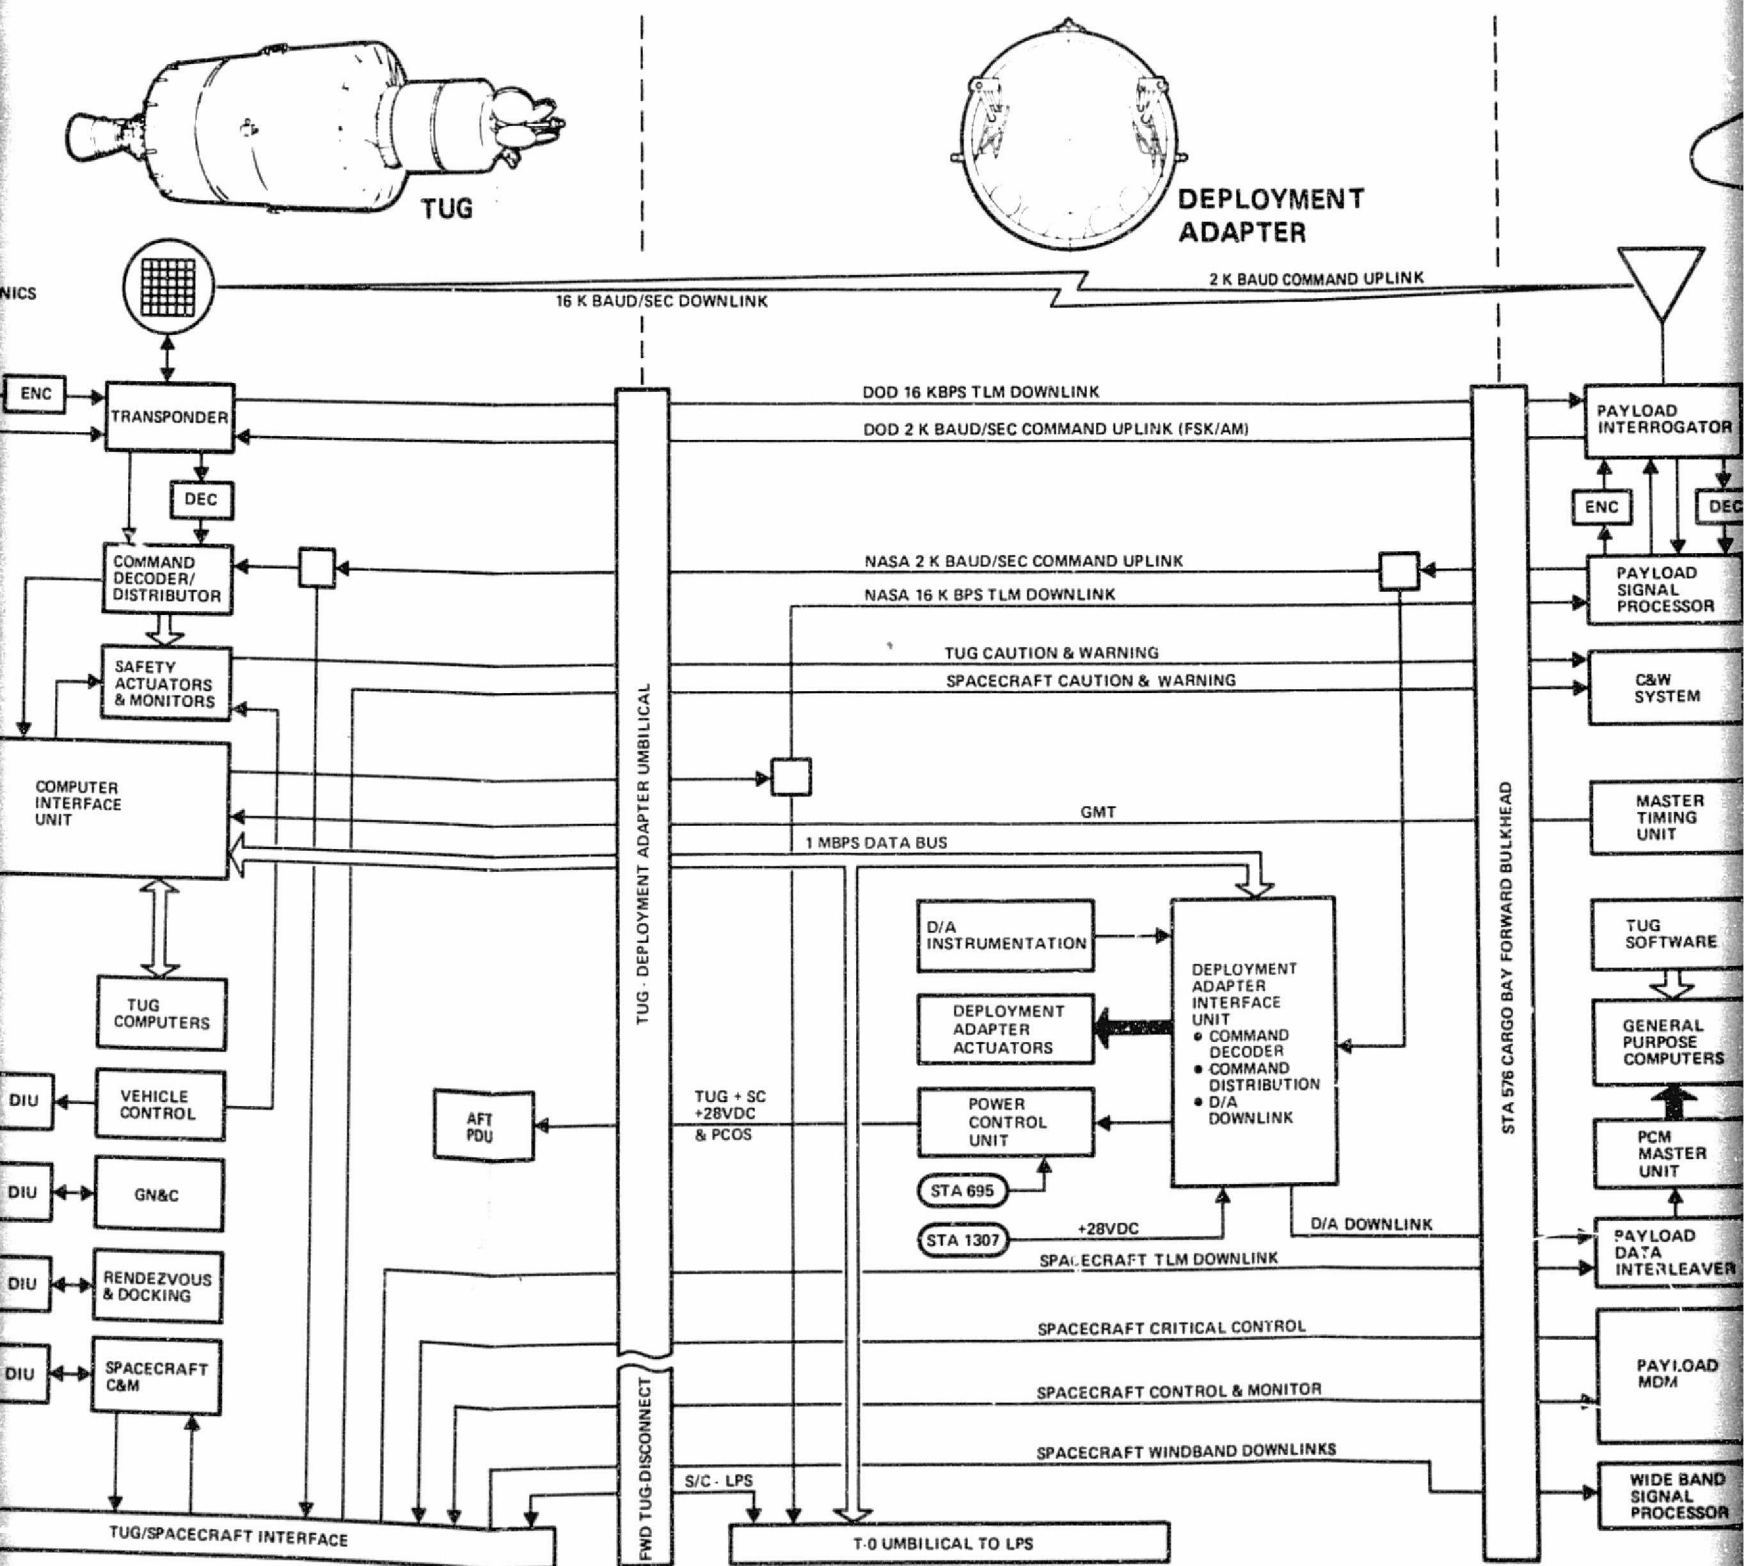 TUG
DEPLOYMENT
ADAPTER
NICS
16 K BAUD/SEC DOWNLINK
2 K BAUD COMMAND UPLINK
ENC
TRANSPONDER
DOD 16 KBPS TLM DOWNLINK
DOD 2 K BAUD/SEC COMMAND UPLINK (FSK/AM)
PAYLOAD
INTERROGATOR
DEC
ENC
DEC
COMMAND
DECODER/
DISTRIBUTOR
NASA 2 K BAUD/SEC COMMAND UPLINK
NASA 16 K BPS TLM DOWNLINK
PAYLOAD
SIGNAL
PROCESSOR
SAFETY
ACTUATORS
& MONITORS
TUG CAUTION & WARNING
SPACECRAFT CAUTION & WARNING
C&W
SYSTEM
COMPUTER
INTERFACE
UNIT
GMT
MASTER
TIMING
UNIT
1 MBPS DATA BUS
TUG - DEPLOYMENT ADAPTER UMBILICAL
STA 576 CARGO BAY FORWARD BULKHEAD
D/A
INSTRUMENTATION
TUG
SOFTWARE
TUG
COMPUTERS
DEPLOYMENT
ADAPTER
ACTUATORS
DEPLOYMENT
ADAPTER
INTERFACE
UNIT
• COMMAND
DECODER
• COMMAND
DISTRIBUTION
• D/A
DOWNLINK
GENERAL
PURPOSE
COMPUTERS
DIU
VEHICLE
CONTROL
AFT
PDU
TUG + SC
+28VDC
& PCOS
POWER
CONTROL
UNIT
PCM
MASTER
UNIT
DIU
GN&C
STA 695
STA 1307
+28VDC
D/A DOWNLINK
PAYLOAD
DATA
INTERLEAVER
SPACECRAFT TLM DOWNLINK
DIU
RENDEZVOUS
& DOCKING
SPACECRAFT CRITICAL CONTROL
DIU
SPACECRAFT
C&M
PAYLOAD
MDM
SPACECRAFT CONTROL & MONITOR
SPACECRAFT WINDBAND DOWNLINKS
FWD TUG-DISCONNECT
S/C - LPS
WIDE BAND
SIGNAL
PROCESSOR
TUG/SPACECRAFT INTERFACE
T-0 UMBILICAL TO LPS